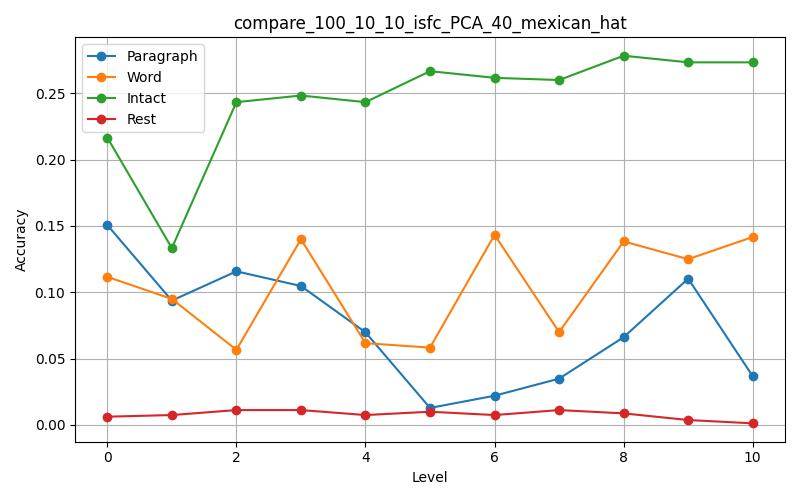 compare_100_10_10_isfc_PCA_40_mexican_hat
Paragraph
Word
Intact
Rest
Accuracy
0.25
0.20
0.15
0.10
0.05
0.00
0 2 4 6 8 10
Level